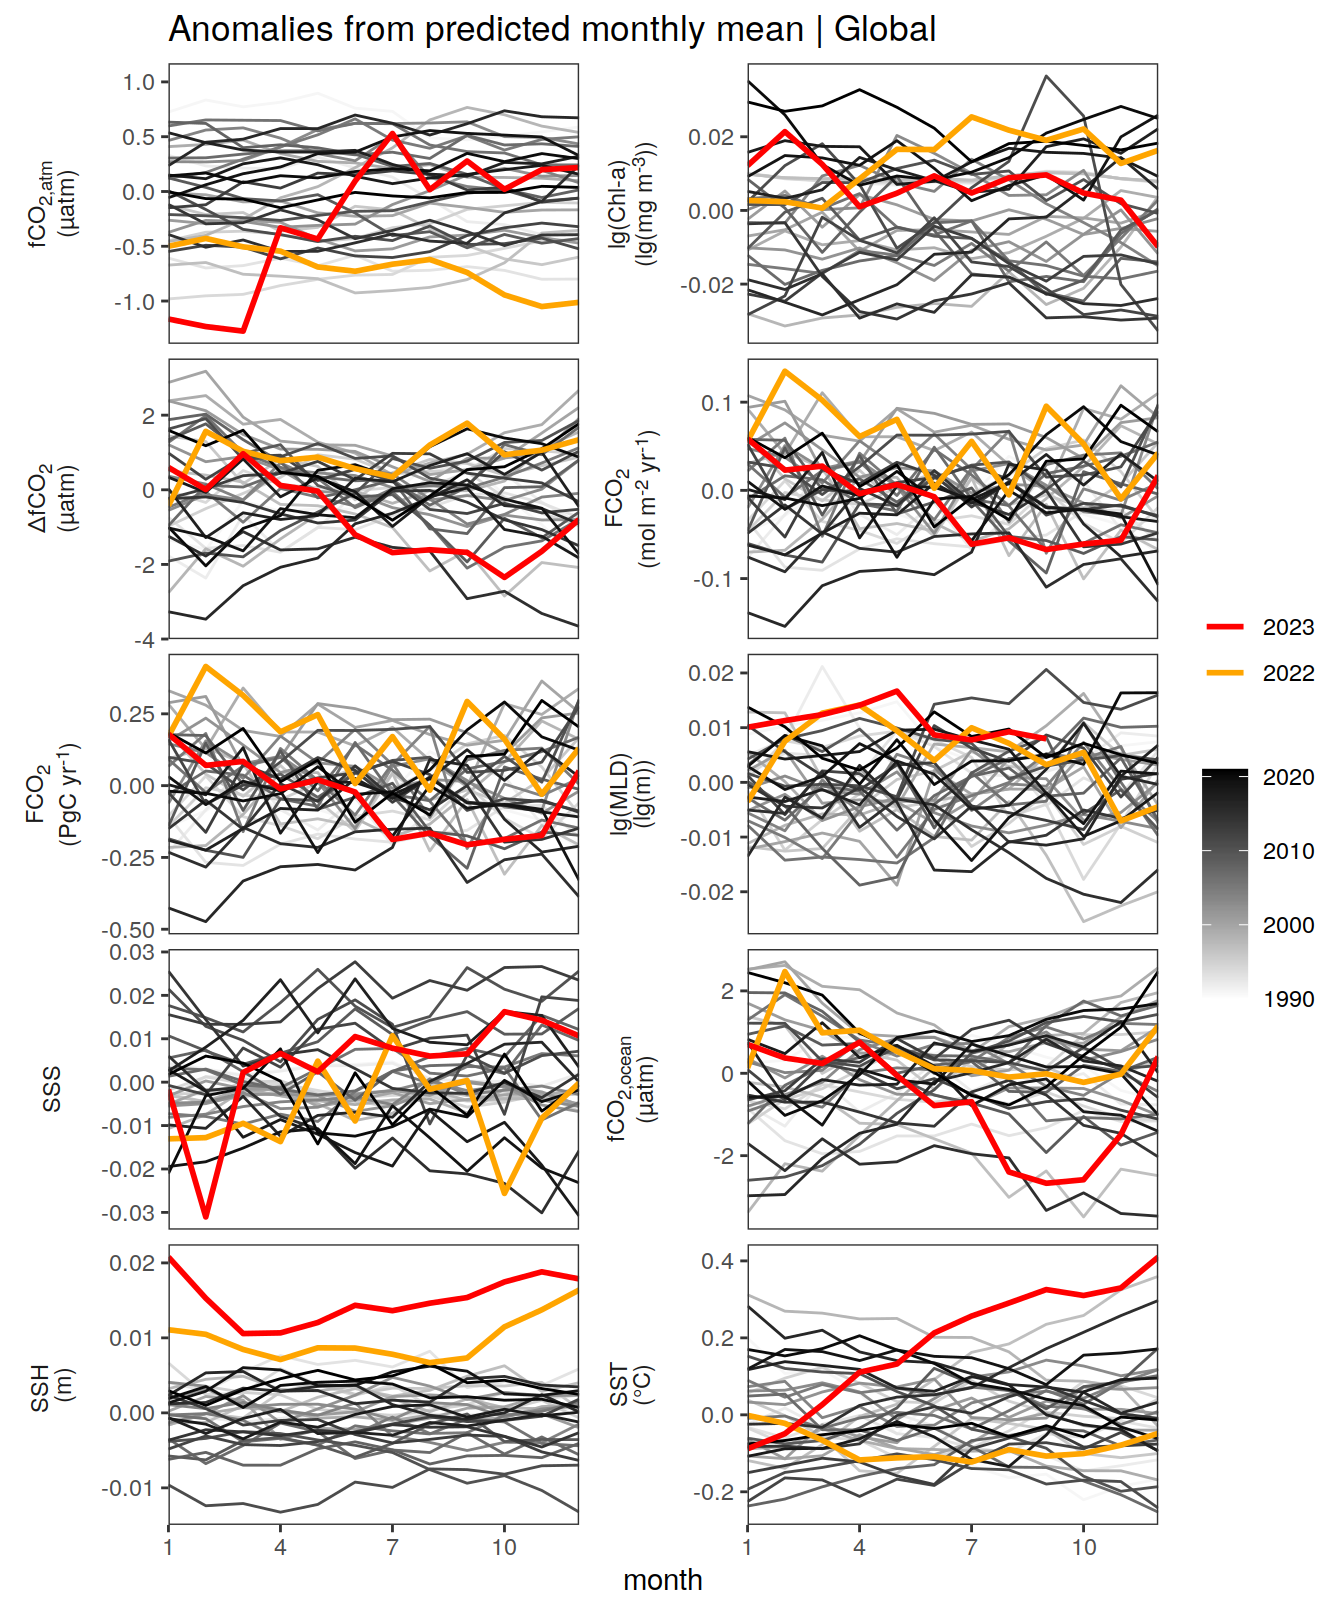 Anomalies from predicted monthly mean | Global
fCO2,atm
(µatm)
1.0
0.5
0.0
-0.5
-1.0
lg(Chl-a)
(lg(mg m-3))
0.02
0.00
-0.02
ΔfCO2
(µatm)
2
0
-2
-4
FCO2
(mol m-2 yr-1)
0.1
0.0
-0.1
FCO2
(PgC yr-1)
0.25
0.00
-0.25
-0.50
lg(MLD)
(lg(m))
0.02
0.01
0.00
-0.01
-0.02
SSS
0.03
0.02
0.01
0.00
-0.01
-0.02
-0.03
fCO2,ocean
(µatm)
2
0
-2
SSH
(m)
0.02
0.01
0.00
-0.01
1 4 7 10
SST
(°C)
0.4
0.2
0.0
-0.2
1 4 7 10
month
2023
2022
2020
2010
2000
1990